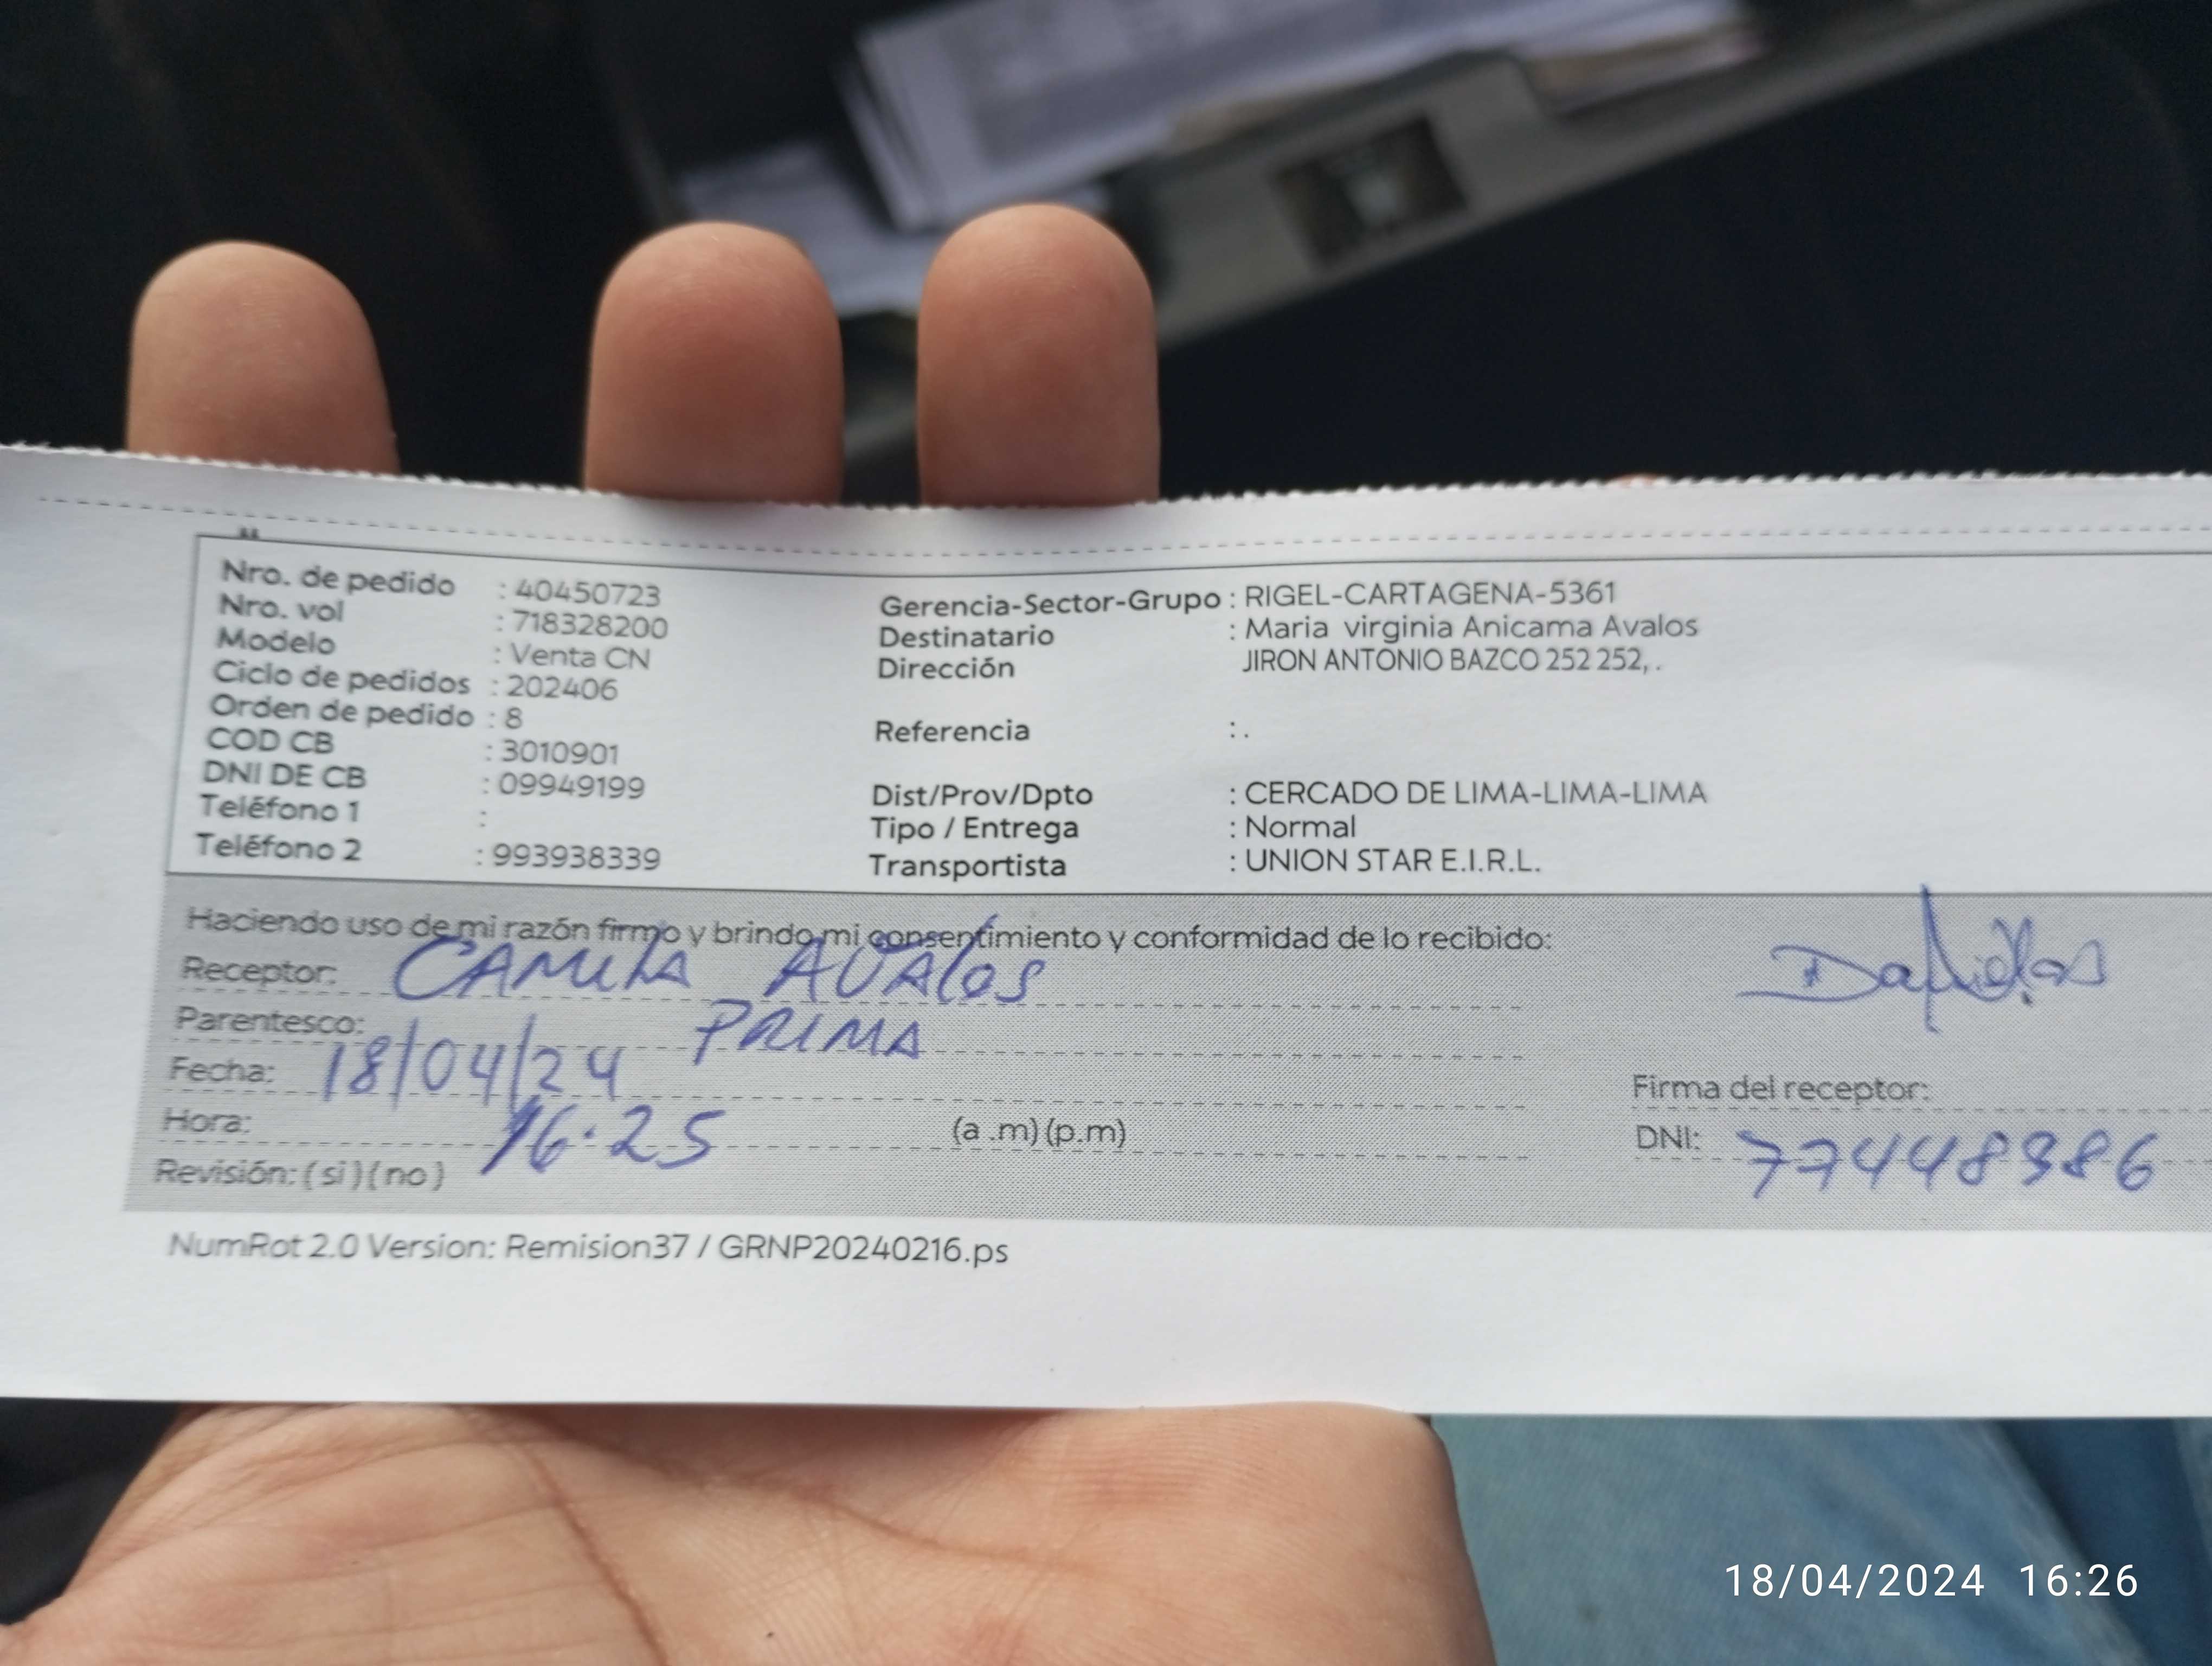 Nro. de pedido : 40450723
Nro. vol : 718328200
Modelo : Venta CN
Ciclo de pedidos : 202406
Orden de pedido : 8
COD CB : 3010901
DNI DE CB : 09949199
Teléfono 1 :
Teléfono 2 : 993938339
Gerencia-Sector-Grupo : RIGEL-CARTAGENA-5361
Destinatario : Maria virginia Anicama Avalos
Dirección JIRON ANTONIO BAZCO 252 252, .
Referencia : .
Dist/Prov/Dpto : CERCADO DE LIMA-LIMA-LIMA
Tipo / Entrega : Normal
Transportista : UNION STAR E.I.R.L.
Haciendo uso de mi razón firmo y brindo mi consentimiento y conformidad de lo recibido:
Receptor: CAMILA AVAlos
Parentesco: PRIMA
Fecha: 18/04/24
Hora: 16.25 (a .m) (p.m)
Revisión: ( si ) ( no )
Firma del receptor:
DNI: 77448986
NumRot 2.0 Version: Remision37 / GRNP20240216.ps
18/04/2024 16:26